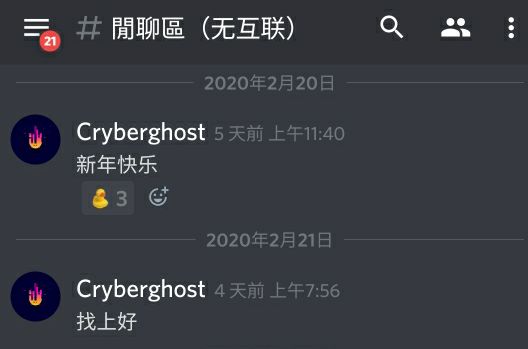 21
# 閒聊區（无互联）
2020年2月20日
Cryberghost 5 天前 上午11:40
新年快乐
3
2020年2月21日
Cryberghost 4 天前 上午7:56
找上好